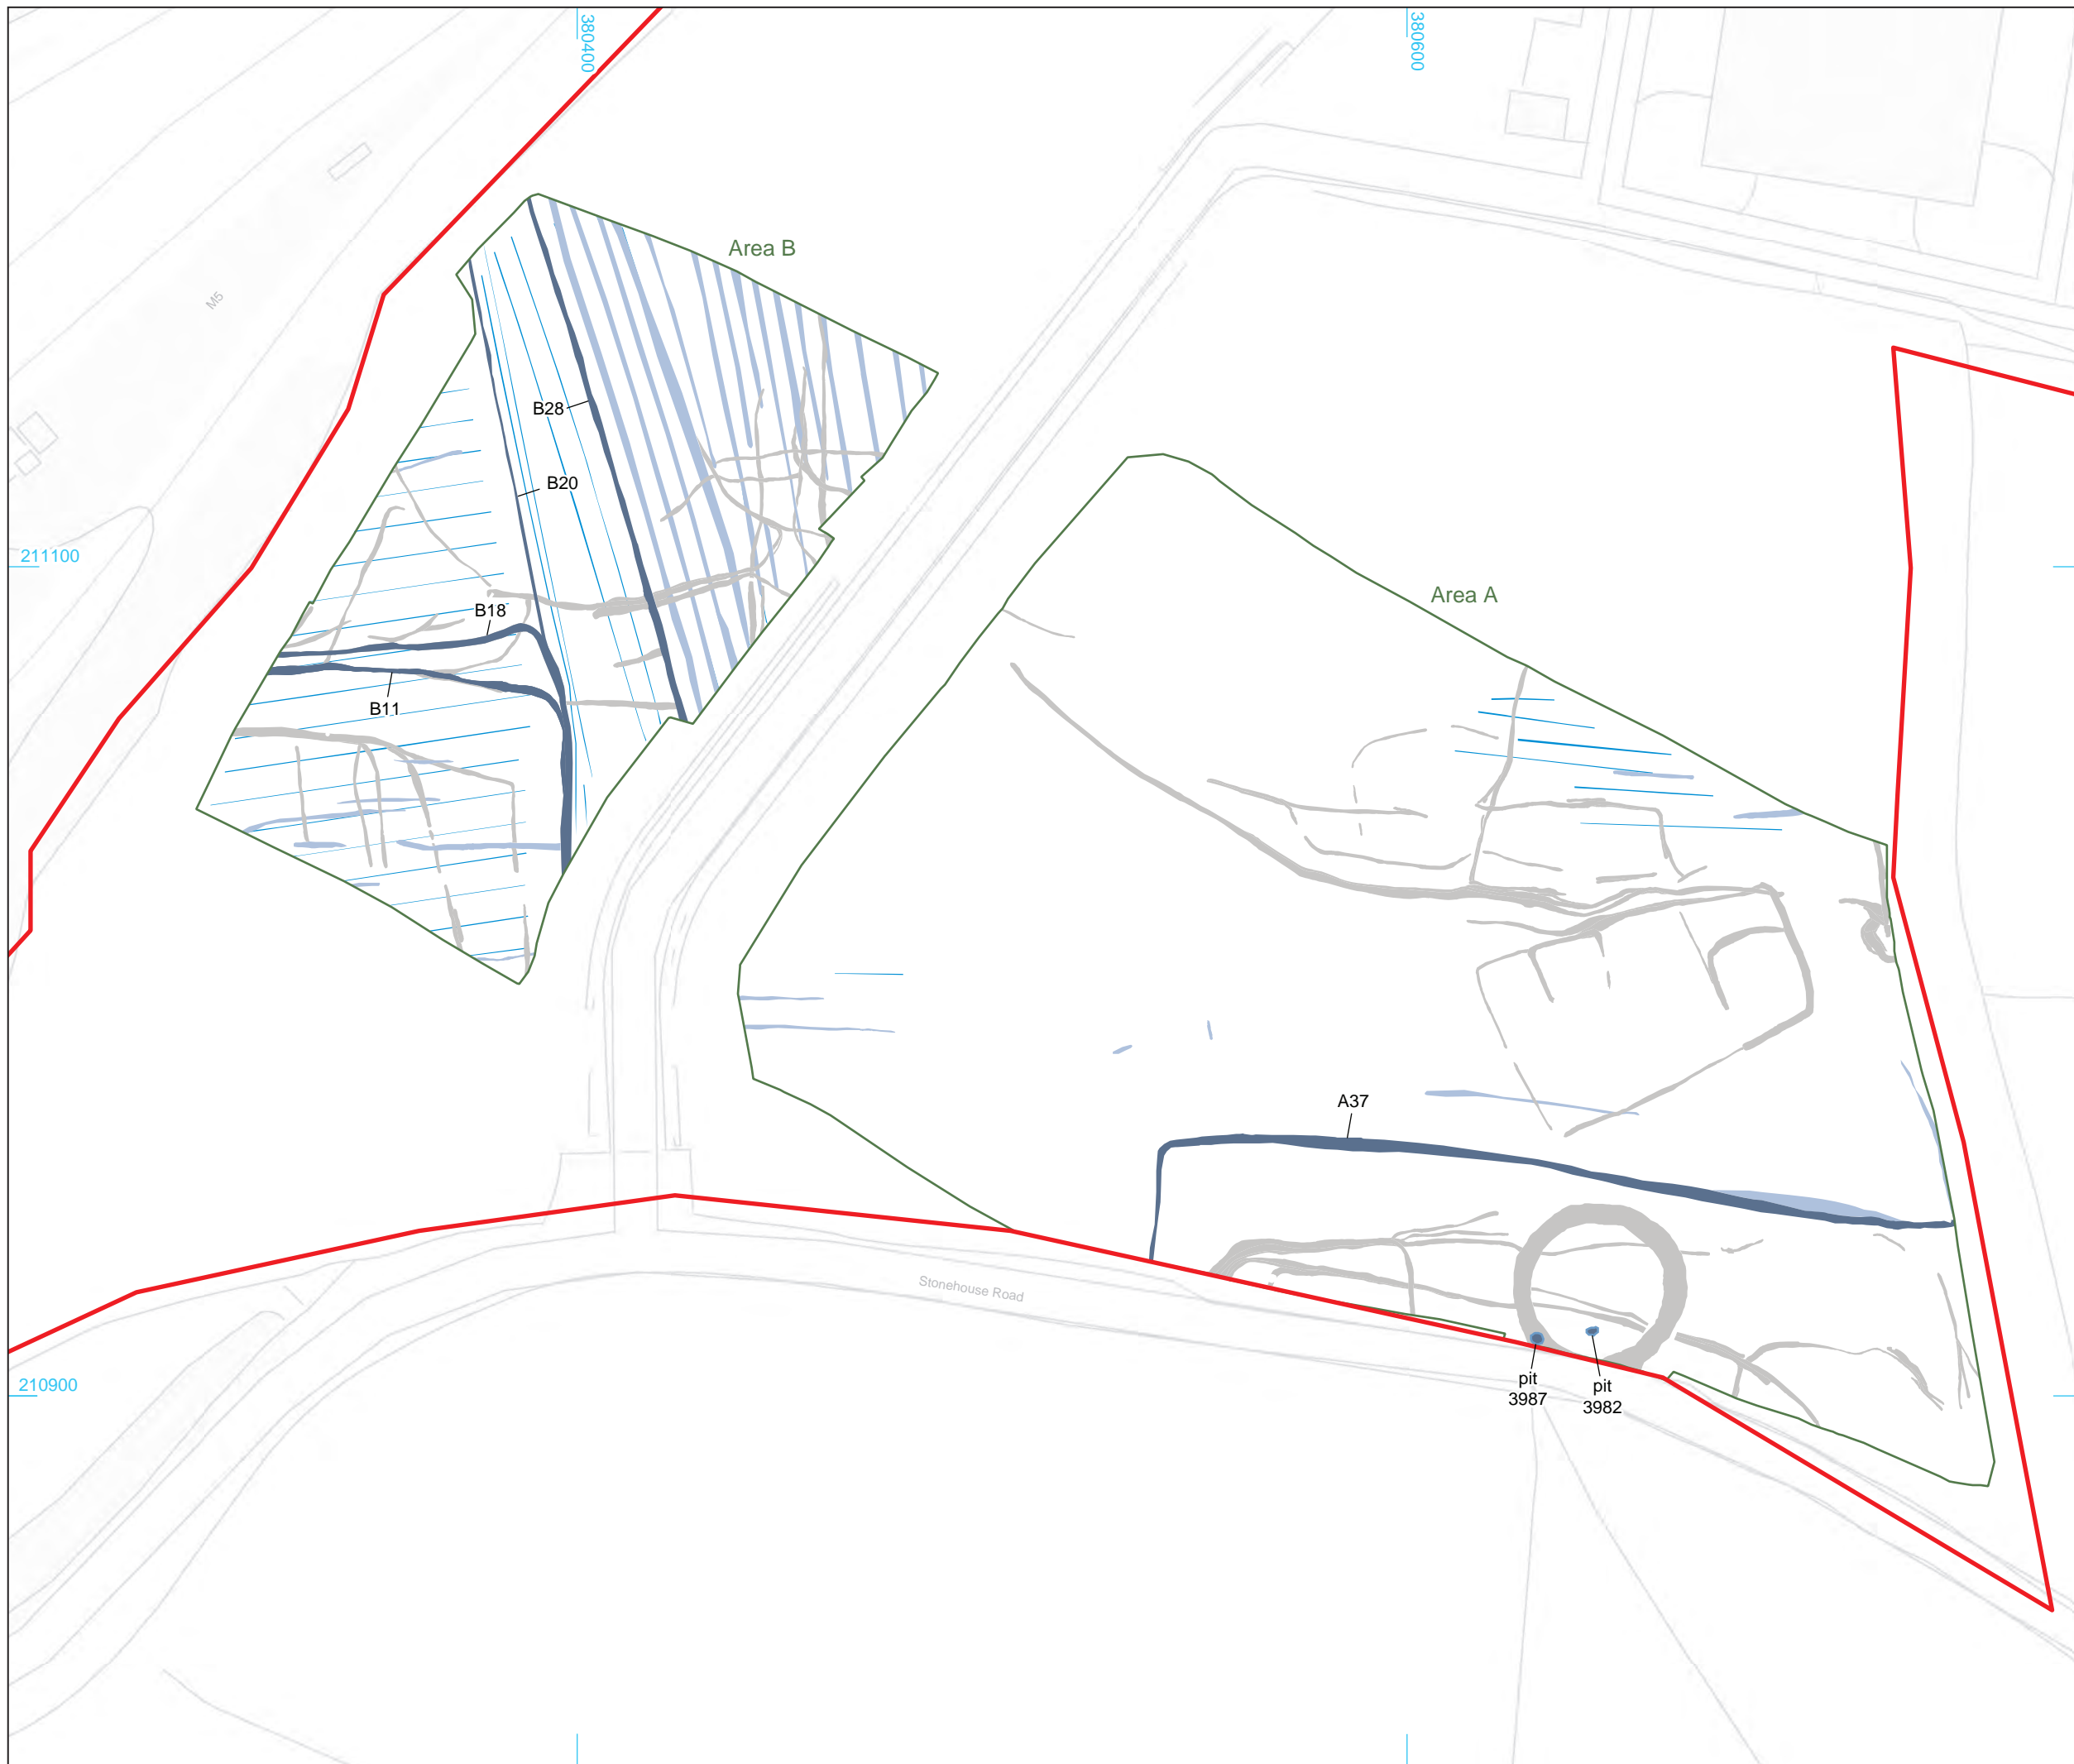 380400
380600
Area B
M5
B28
B20
211100
Area A
B18
B11
A37
Stonehouse Road
210900
pit
3987
pit
3982